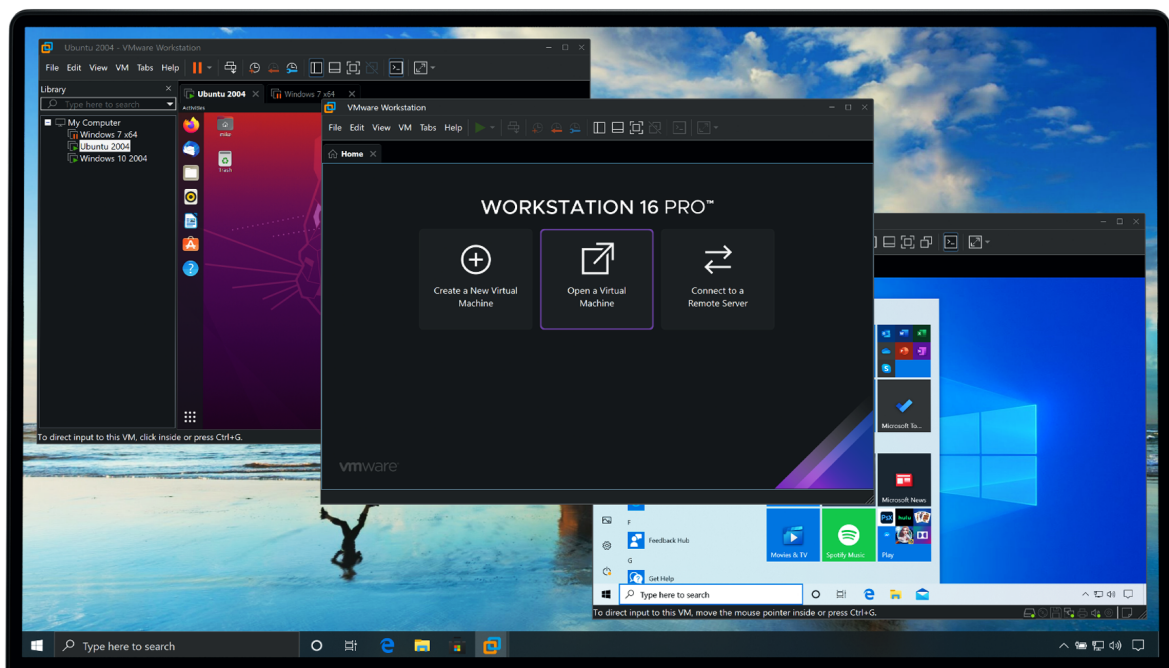 Ubuntu 2004 - VMware Workstation
File Edit View VM Tabs Help
Library
Type here to search
My Computer
Windows 7 x64
Ubuntu 2004
Windows 10 2004
Ubuntu 2004
Windows 7 x64
Activities
mike
Trash
To direct input to this VM, click inside or press Ctrl+G.
VMware Workstation
File Edit View VM Tabs Help
Home
WORKSTATION 16 PRO™
Create a New Virtual
Machine
Open a Virtual
Machine
Connect to a
Remote Server
vmware
Microsoft To...
Microsoft News
F
Feedback Hub
G
Get Help
Movies & TV
Spotify Music
hulu
Play
Type here to search
To direct input to this VM, move the mouse pointer inside or press Ctrl+G.
Type here to search